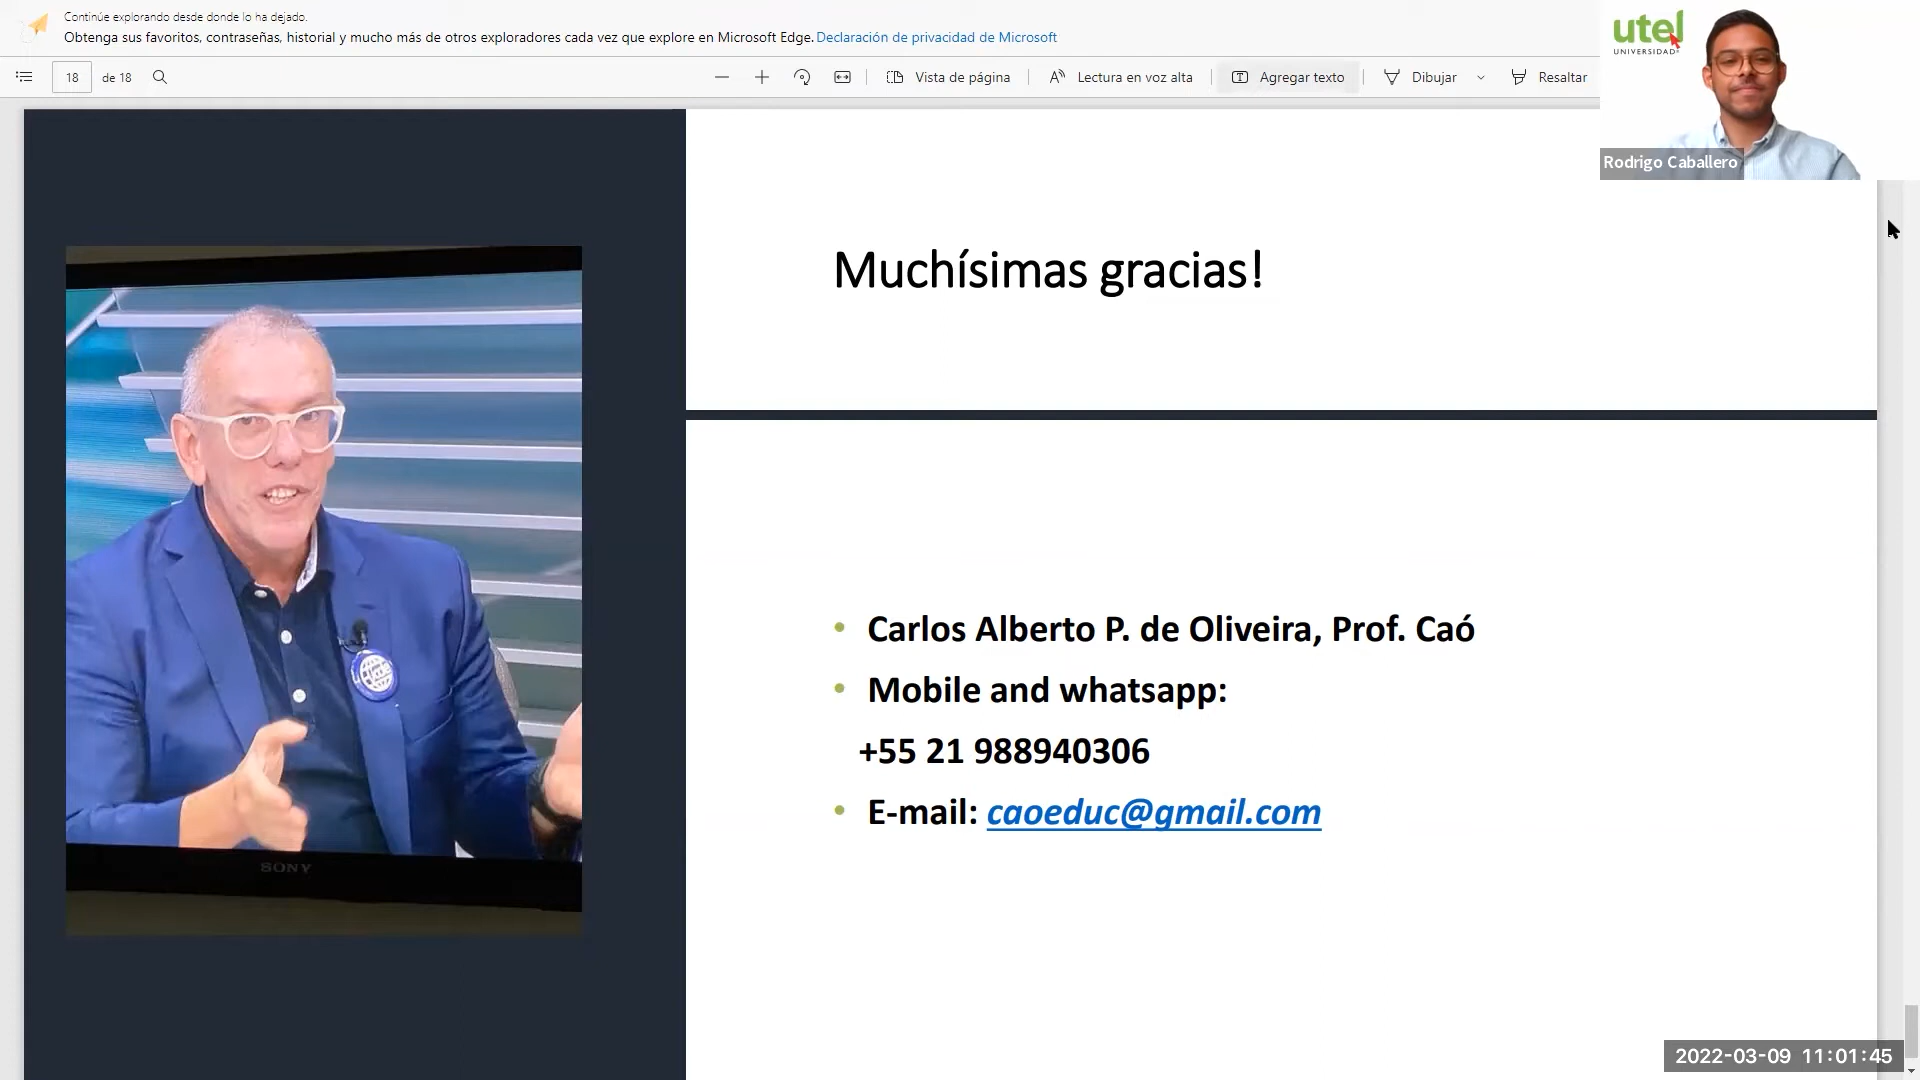 Continúe explorando desde donde lo ha dejado.
Obtenga sus favoritos, contraseñas, historial y mucho más de otros exploradores cada vez que explore en Microsoft Edge. Declaración de privacidad de Microsoft
18 de 18 Vista de página Lectura en voz alta Agregar texto Dibujar Resaltar
utel
UNIVERSIDAD
Rodrigo Caballero
Muchísimas gracias!
• Carlos Alberto P. de Oliveira, Prof. Caó
• Mobile and whatsapp:
+55 21 988940306
• E-mail: caoeduc@gmail.com
SONY
2022-03-09 11:01:45